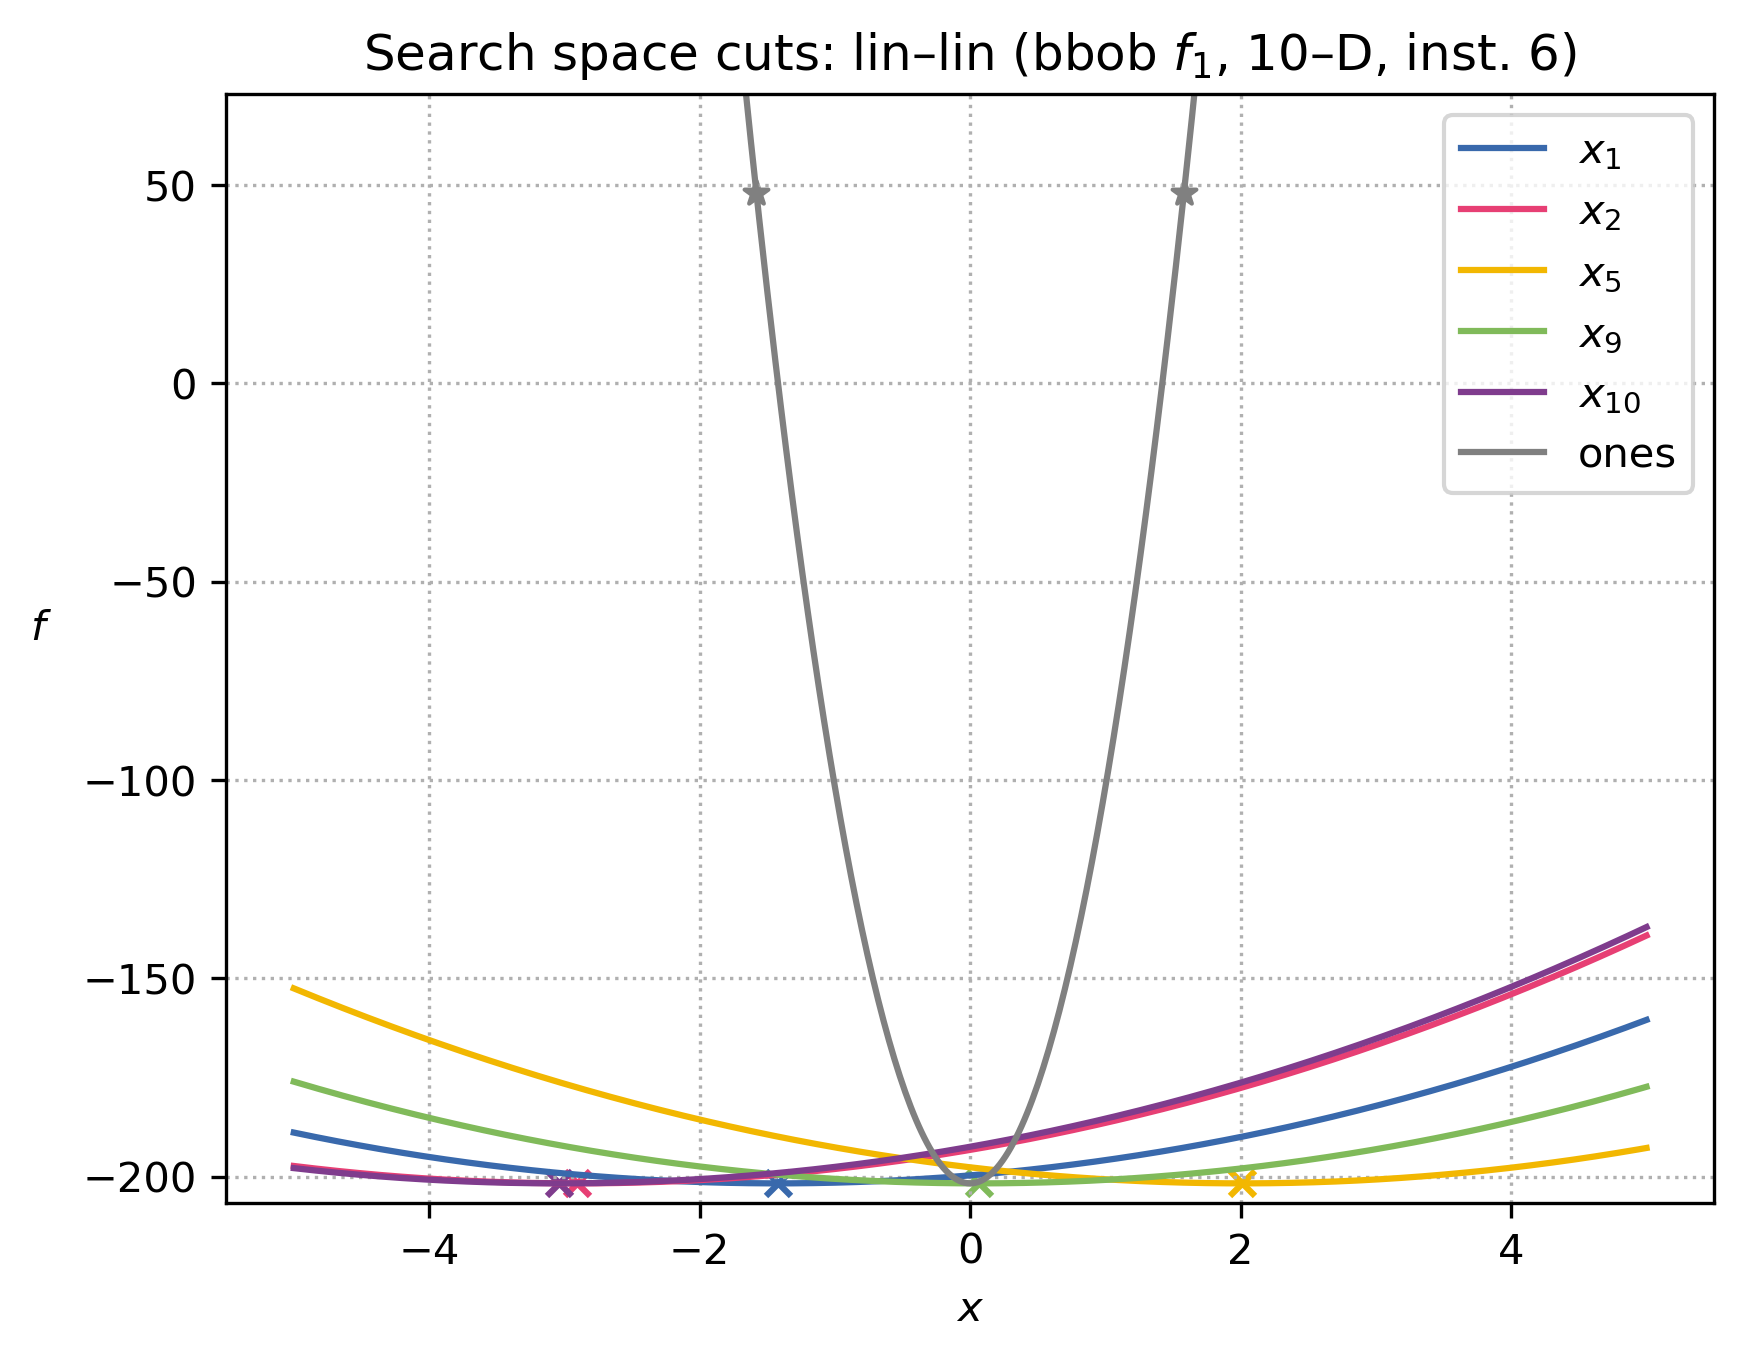 Search space cuts: lin–lin (bbob f₁, 10–D, inst. 6)
50
0
−50
−100
−150
−200
f
−4
−2
0
2
4
x
x₁
x₂
x₅
x₉
x₁₀
ones